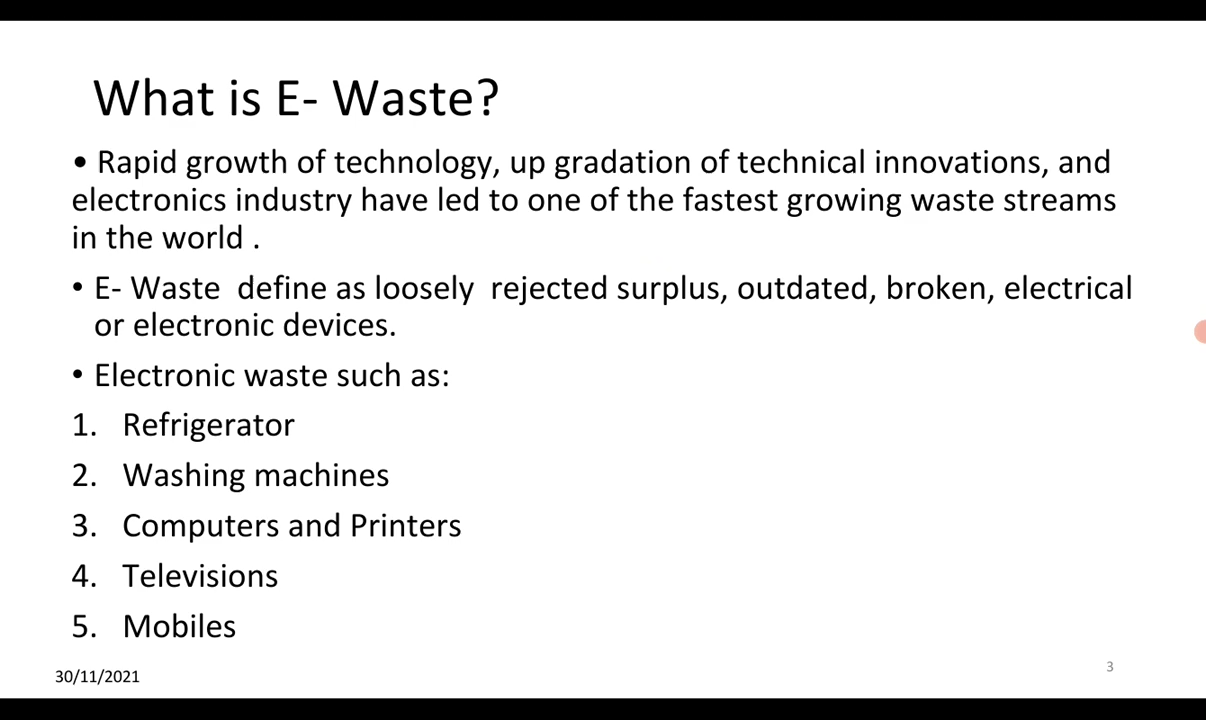 What is E- Waste?
• Rapid growth of technology, up gradation of technical innovations, and
electronics industry have led to one of the fastest growing waste streams
in the world .
• E- Waste  define as loosely  rejected surplus, outdated, broken, electrical
or electronic devices.
• Electronic waste such as:
1. Refrigerator
2. Washing machines
3. Computers and Printers
4. Televisions
5. Mobiles
30/11/2021
3